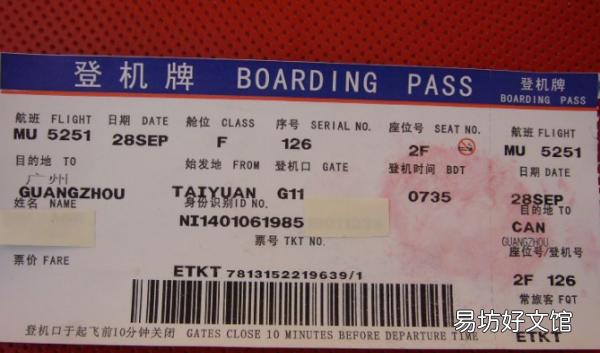 登机牌 BOARDING PASS
登机牌
BOARDING PASS
航班 FLIGHT 日期 DATE 舱位 CLASS 序号 SERIAL NO. 座位号 SEAT NO.
MU 5251 28SEP F 126 2F
目的地 TO 始发地 FROM 登机口 GATE 登机时间 BDT
广州
GUANGZHOU TAIYUAN G11 0735
姓名 NAME 身份识别 ID NO.
NI1401061985
票号 TKT NO.
票价 FARE
ETKT 7813152219639/1
登机口于起飞前10分钟关闭 GATES CLOSE 10 MINUTES BEFORE DEPARTURE TIME
航班 FLIGHT
MU 5251
日期 DATE
28SEP
目的地 TO
CAN
GUANGZHOU
座位号/登机号
2F 126
常旅客 FQT
ETKT
易坊好文馆